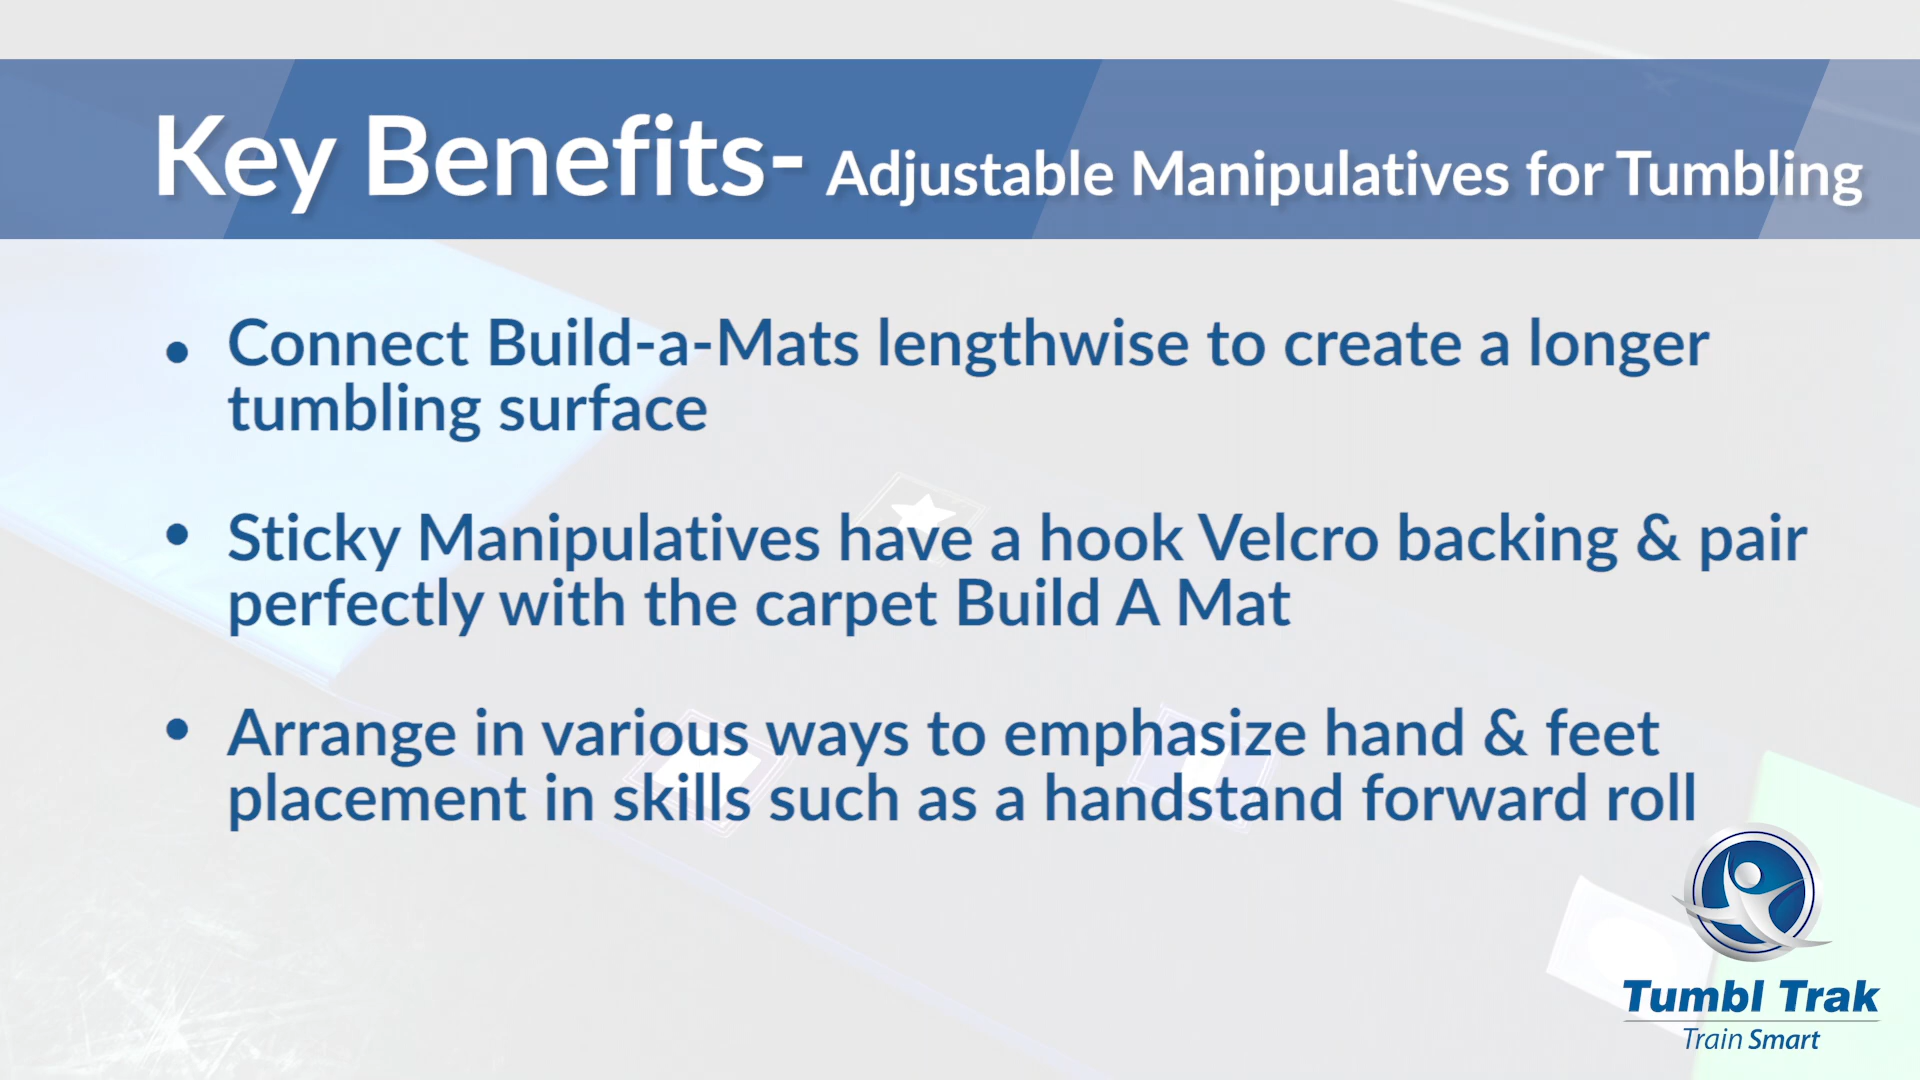 Key Benefits- Adjustable Manipulatives for Tumbling
• Connect Build-a-Mats lengthwise to create a longer
tumbling surface
• Sticky Manipulatives have a hook Velcro backing & pair
perfectly with the carpet Build A Mat
• Arrange in various ways to emphasize hand & feet
placement in skills such as a handstand forward roll
Tumbl Trak
Train Smart